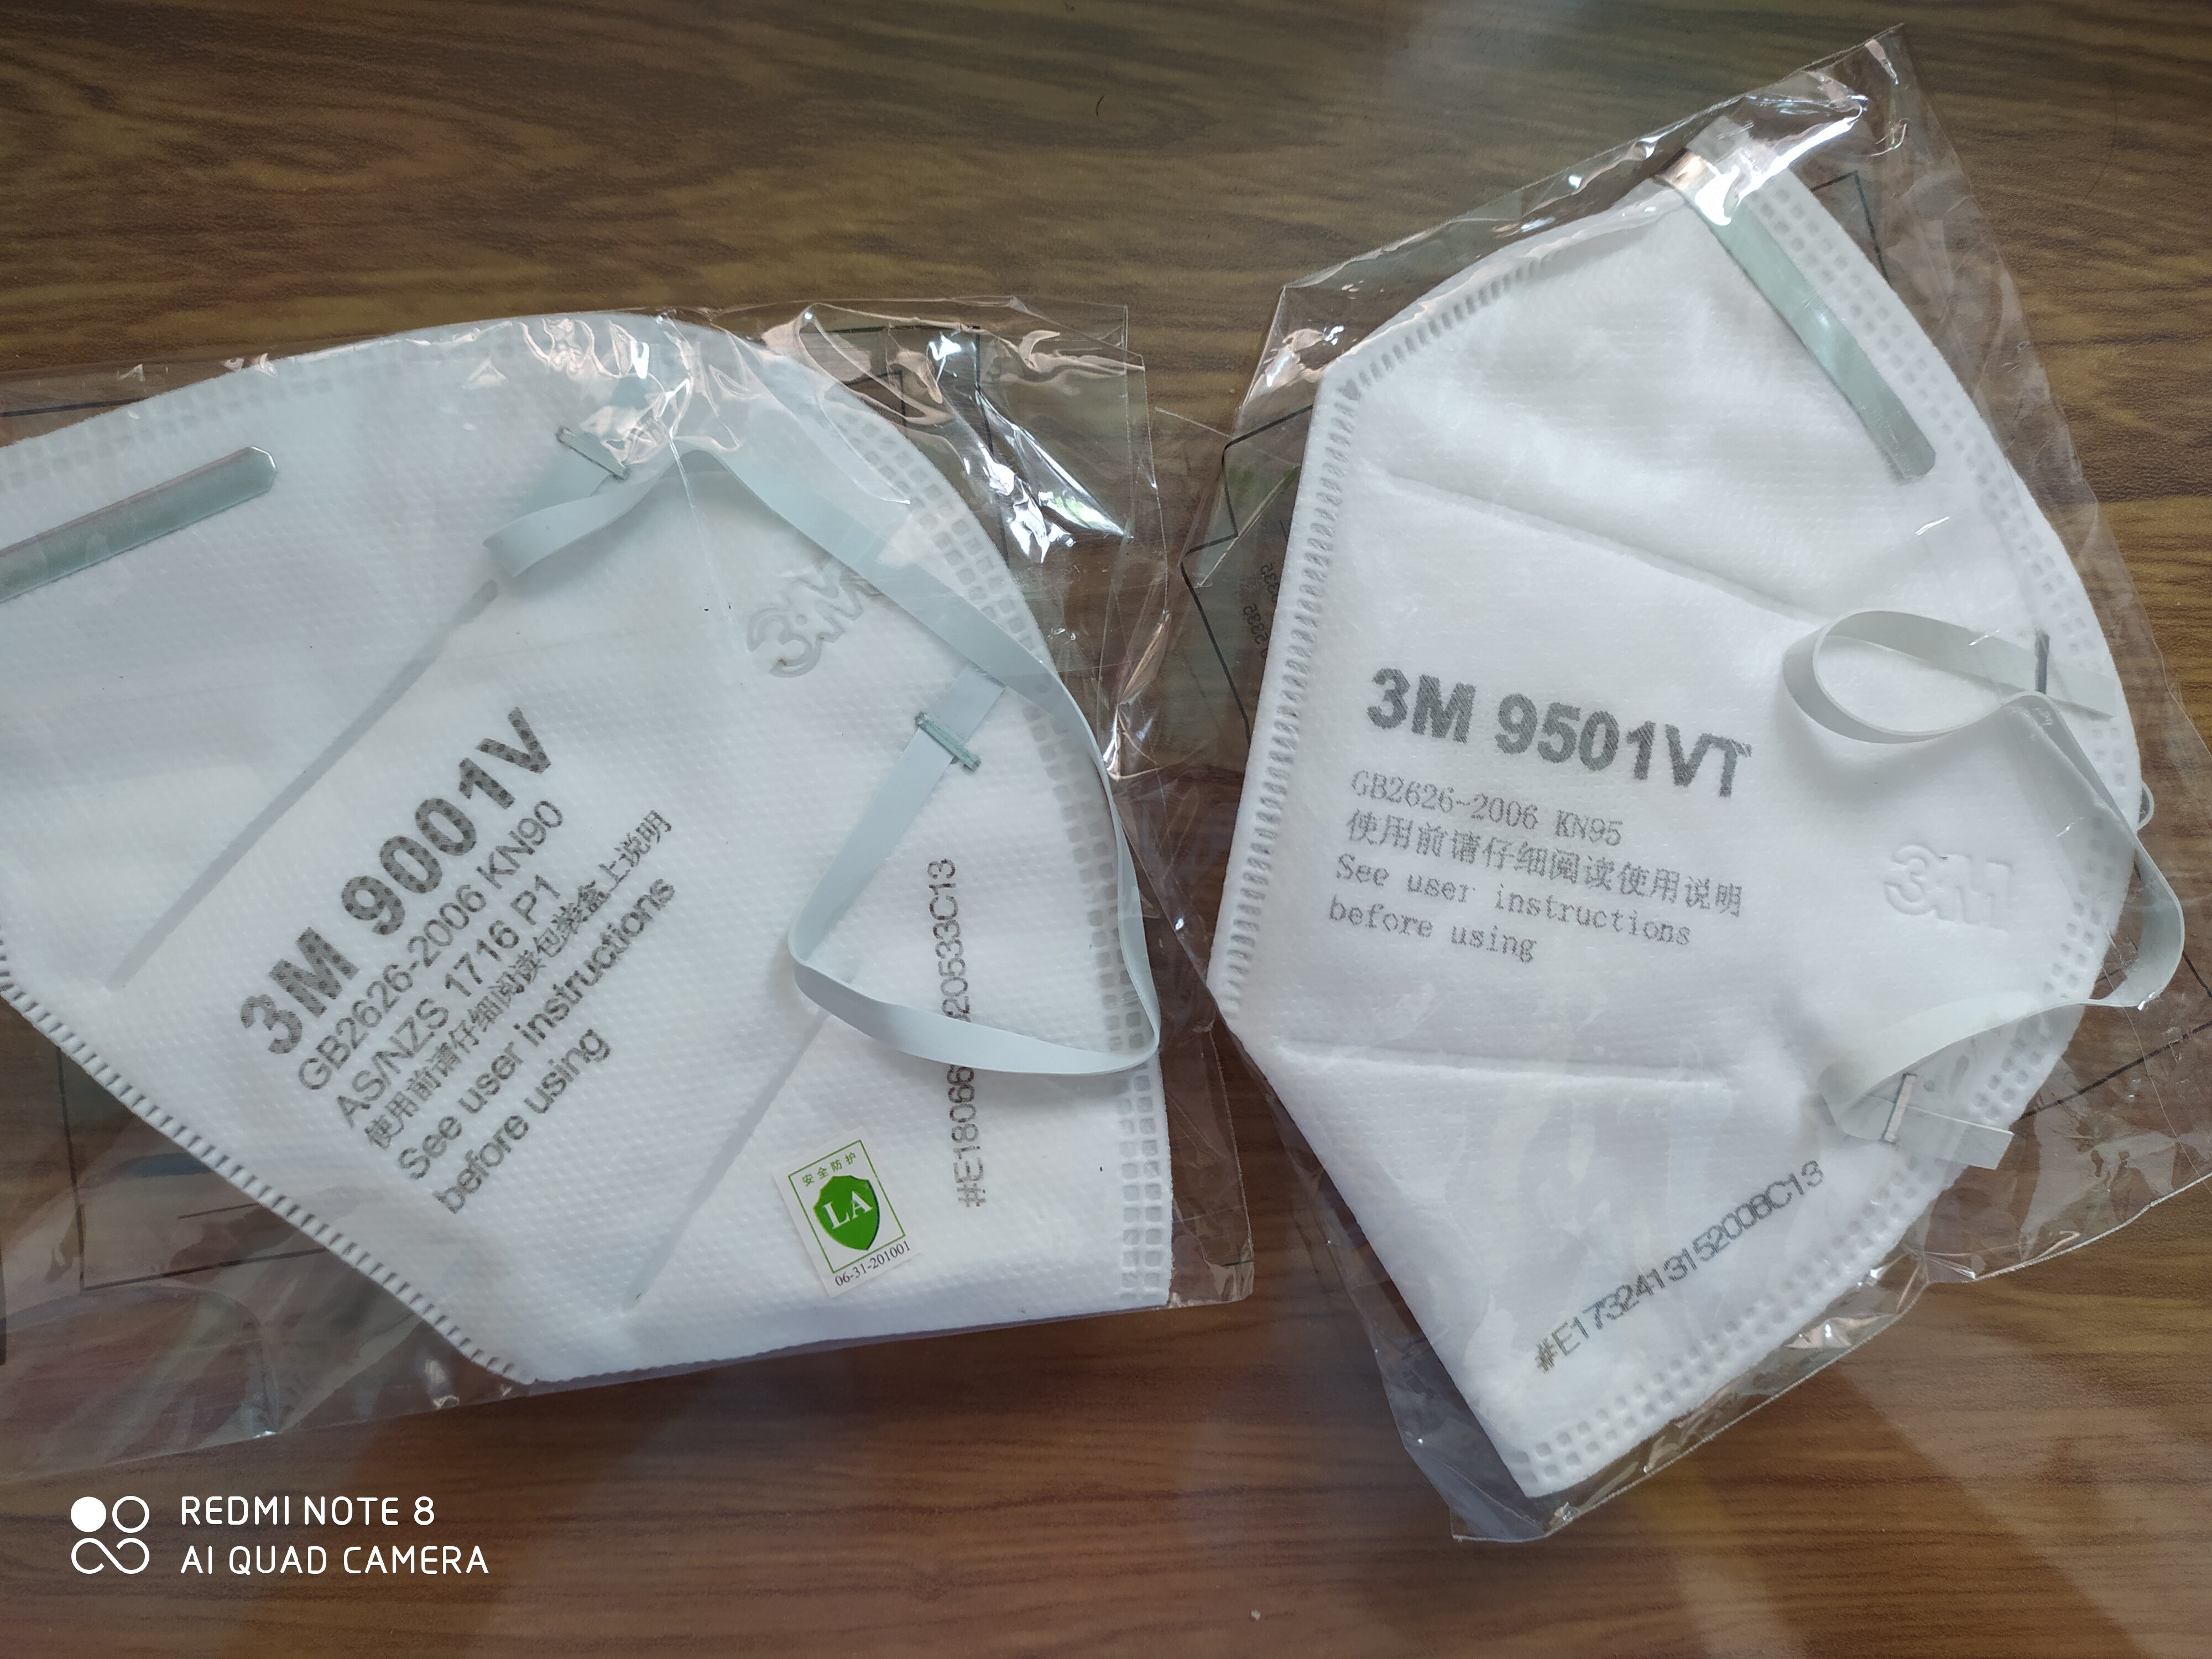 3M
3M 9001V
GB2626-2006 KN90
AS/NZS 1716 P1
使用前请仔细阅读包装盒上说明
See user instructions
before using
安全防护
LA
06-31-201001
3M 9501VT
GB2626-2006 KN95
使用前请仔细阅读使用说明
See user instructions
before using
3M
#E1732413152008C13
REDMI NOTE 8
AI QUAD CAMERA